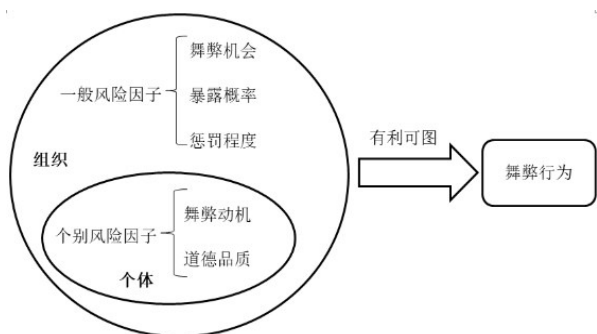 舞弊机会
一般风险因子
暴露概率
惩罚程度
组织
舞弊动机
个别风险因子
道德品质
个体
有利可图
舞弊行为